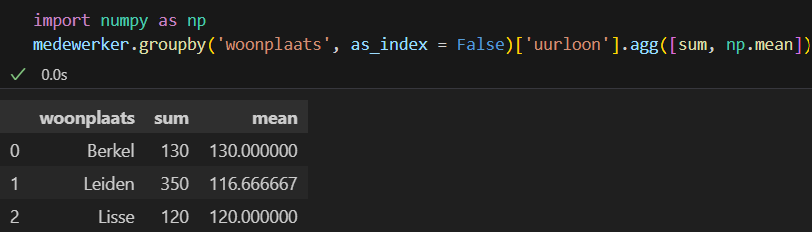 import numpy as np
medewerker.groupby('woonplaats', as_index = False)['uurloon'].agg([sum, np.mean])
✓ 0.0s
woonplaats sum mean
0 Berkel 130 130.000000
1 Leiden 350 116.666667
2 Lisse 120 120.000000